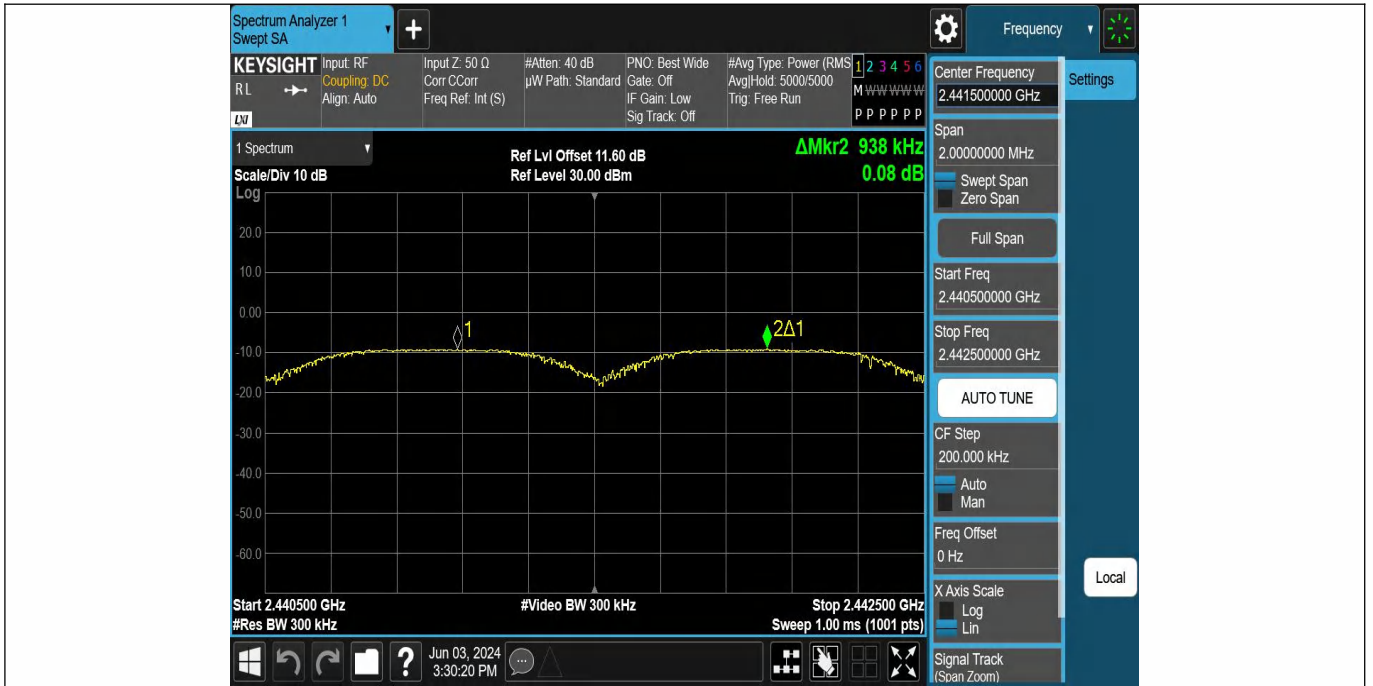 Spectrum Analyzer 1
Swept SA
+
Frequency
KEYSIGHT
RL
LXI
Input: RF
Coupling: DC
Align: Auto
Input Z: 50 Ω
Corr CCorr
Freq Ref: Int (S)
#Atten: 40 dB
µW Path: Standard
PNO: Best Wide
Gate: Off
IF Gain: Low
Sig Track: Off
#Avg Type: Power (RMS
Avg|Hold: 5000/5000
Trig: Free Run
1 2 3 4 5 6
M W W W W W
P P P P P P
1 Spectrum
Scale/Div 10 dB
Ref Lvl Offset 11.60 dB
Ref Level 30.00 dBm
ΔMkr2 938 kHz
0.08 dB
Log
20.0
10.0
0.00
-10.0
-20.0
-30.0
-40.0
-50.0
-60.0
1
2Δ1
Start 2.440500 GHz
#Res BW 300 kHz
#Video BW 300 kHz
Stop 2.442500 GHz
Sweep 1.00 ms (1001 pts)
?
Jun 03, 2024
3:30:20 PM
Center Frequency
2.441500000 GHz
Settings
Span
2.00000000 MHz
Swept Span
Zero Span
Full Span
Start Freq
2.440500000 GHz
Stop Freq
2.442500000 GHz
AUTO TUNE
CF Step
200.000 kHz
Auto
Man
Freq Offset
0 Hz
Local
X Axis Scale
Log
Lin
Signal Track
(Span Zoom)